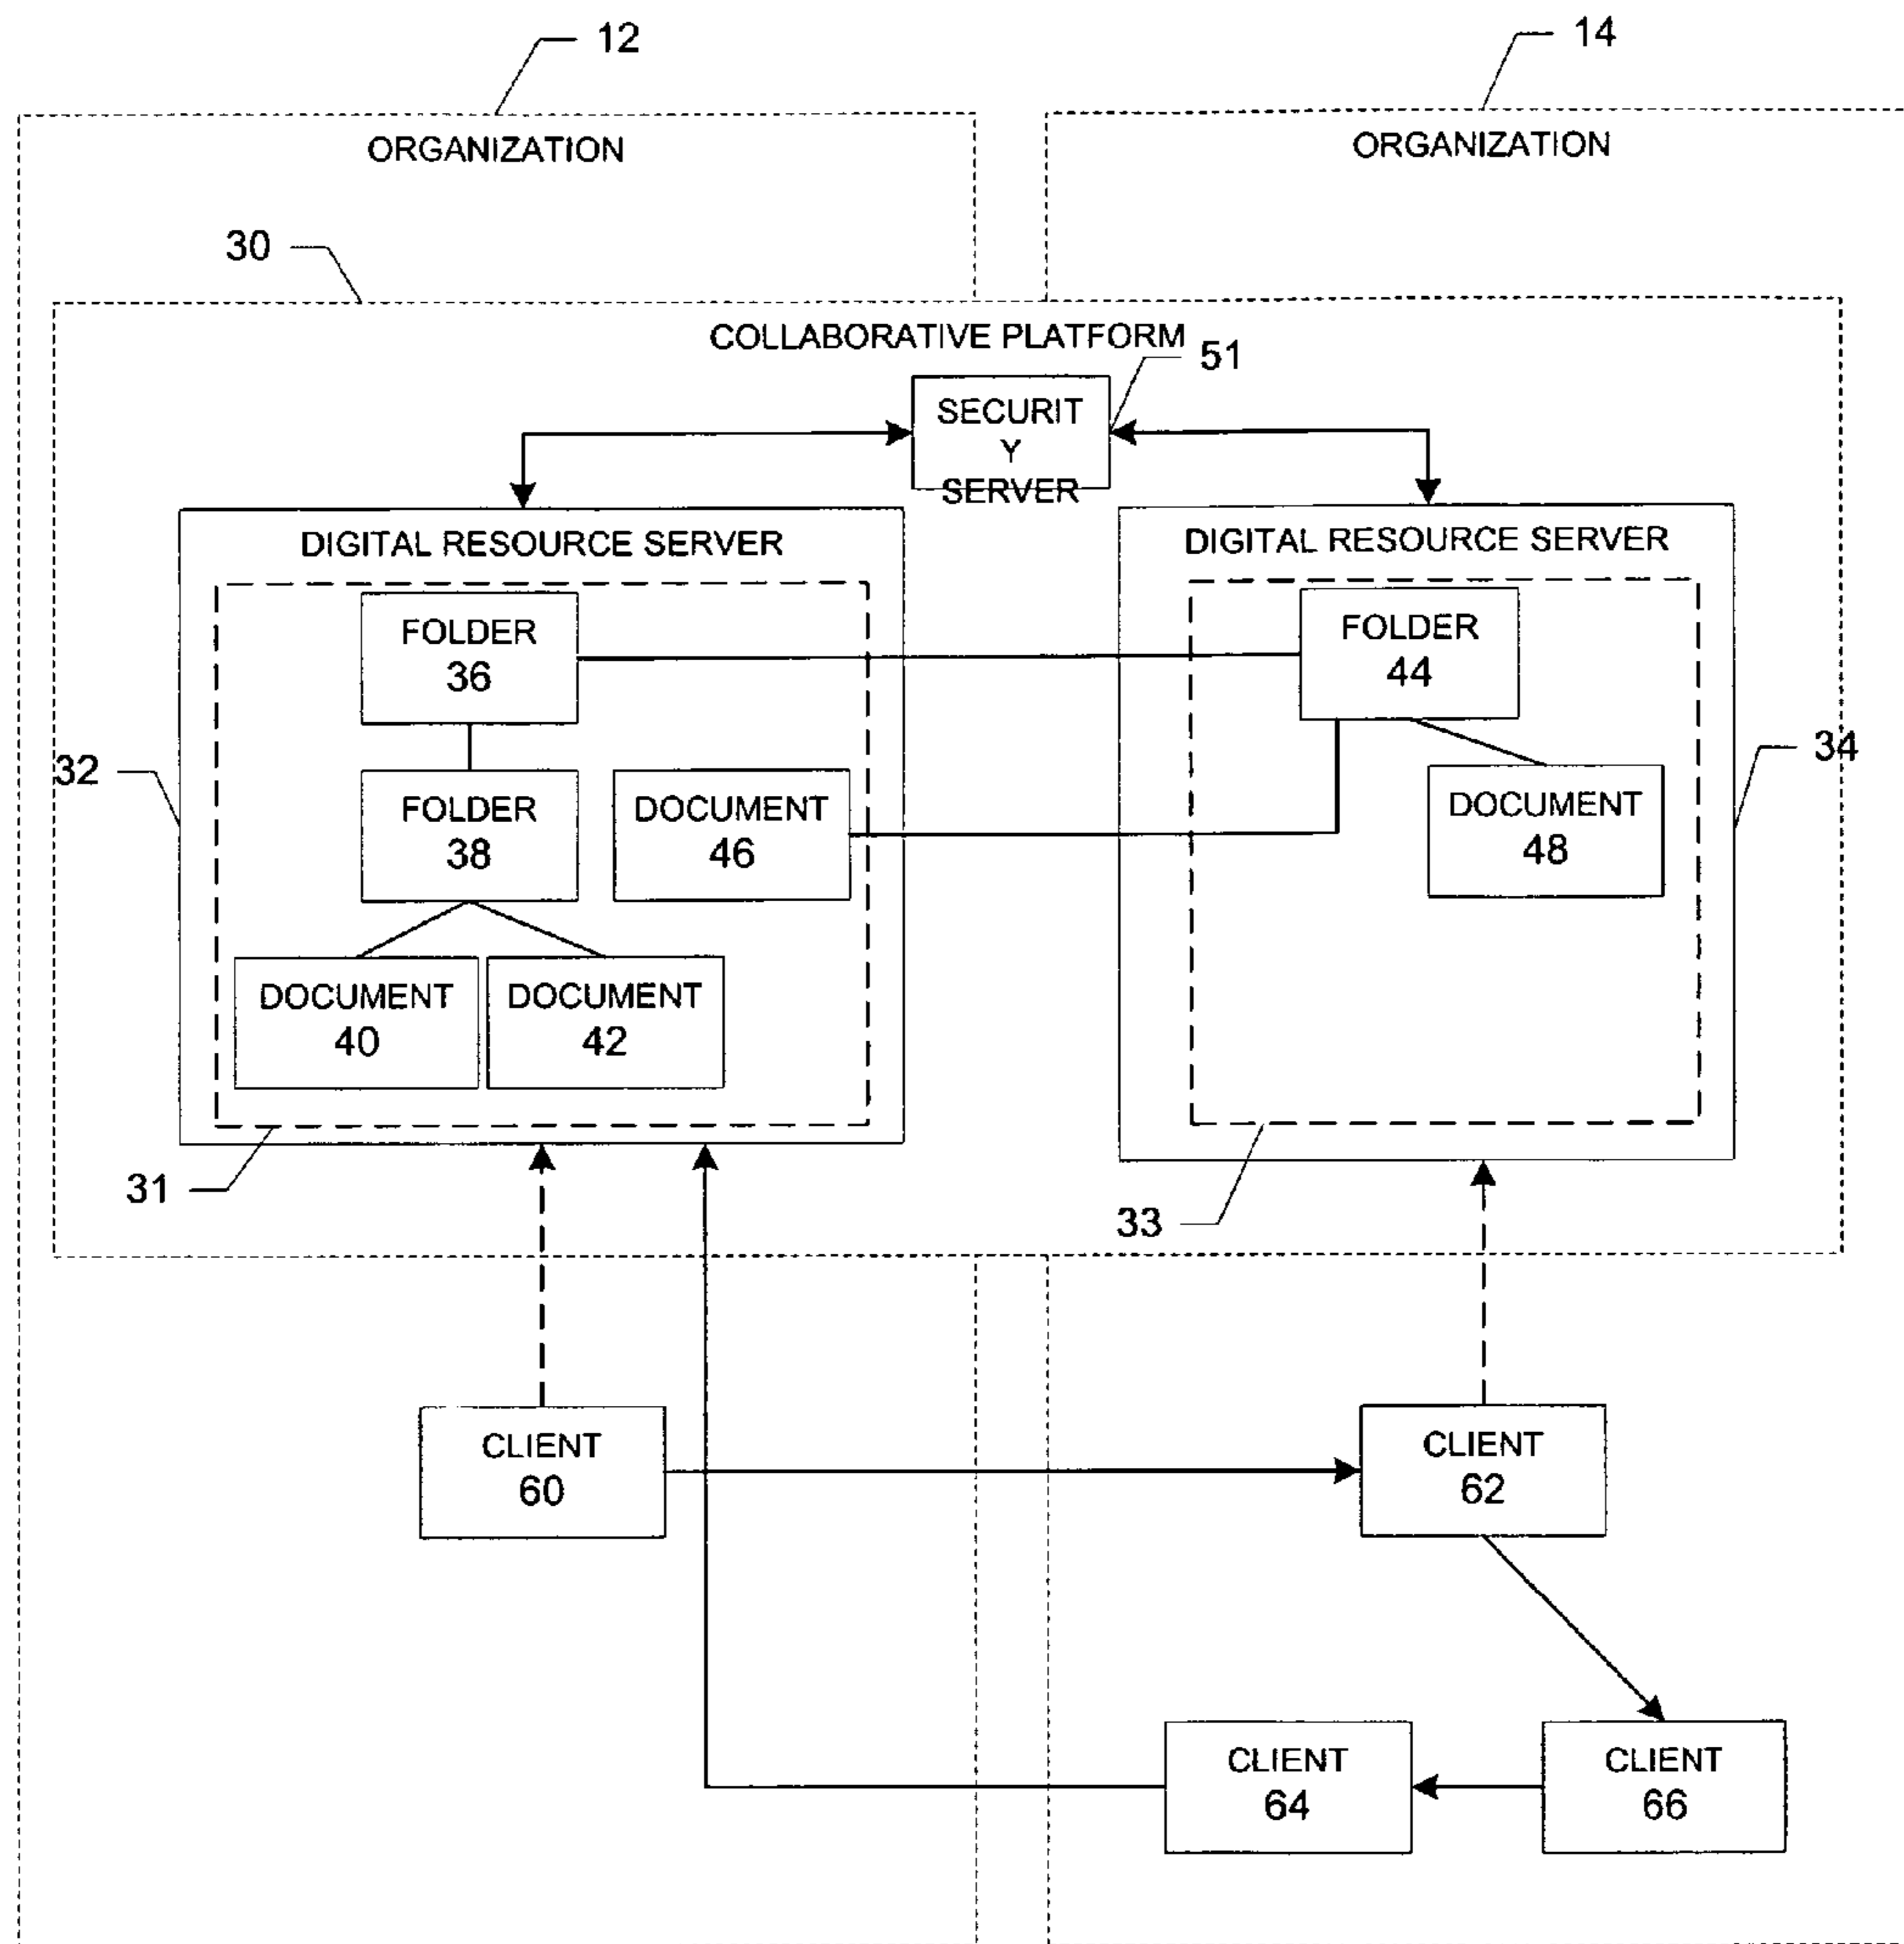 12
14
ORGANIZATION
ORGANIZATION
30
COLLABORATIVE PLATFORM
51
SECURIT
Y
SERVER
DIGITAL RESOURCE SERVER
DIGITAL RESOURCE SERVER
FOLDER
36
FOLDER
44
32
34
FOLDER
38
DOCUMENT
46
DOCUMENT
48
DOCUMENT
40
DOCUMENT
42
31
33
CLIENT
60
CLIENT
62
CLIENT
64
CLIENT
66